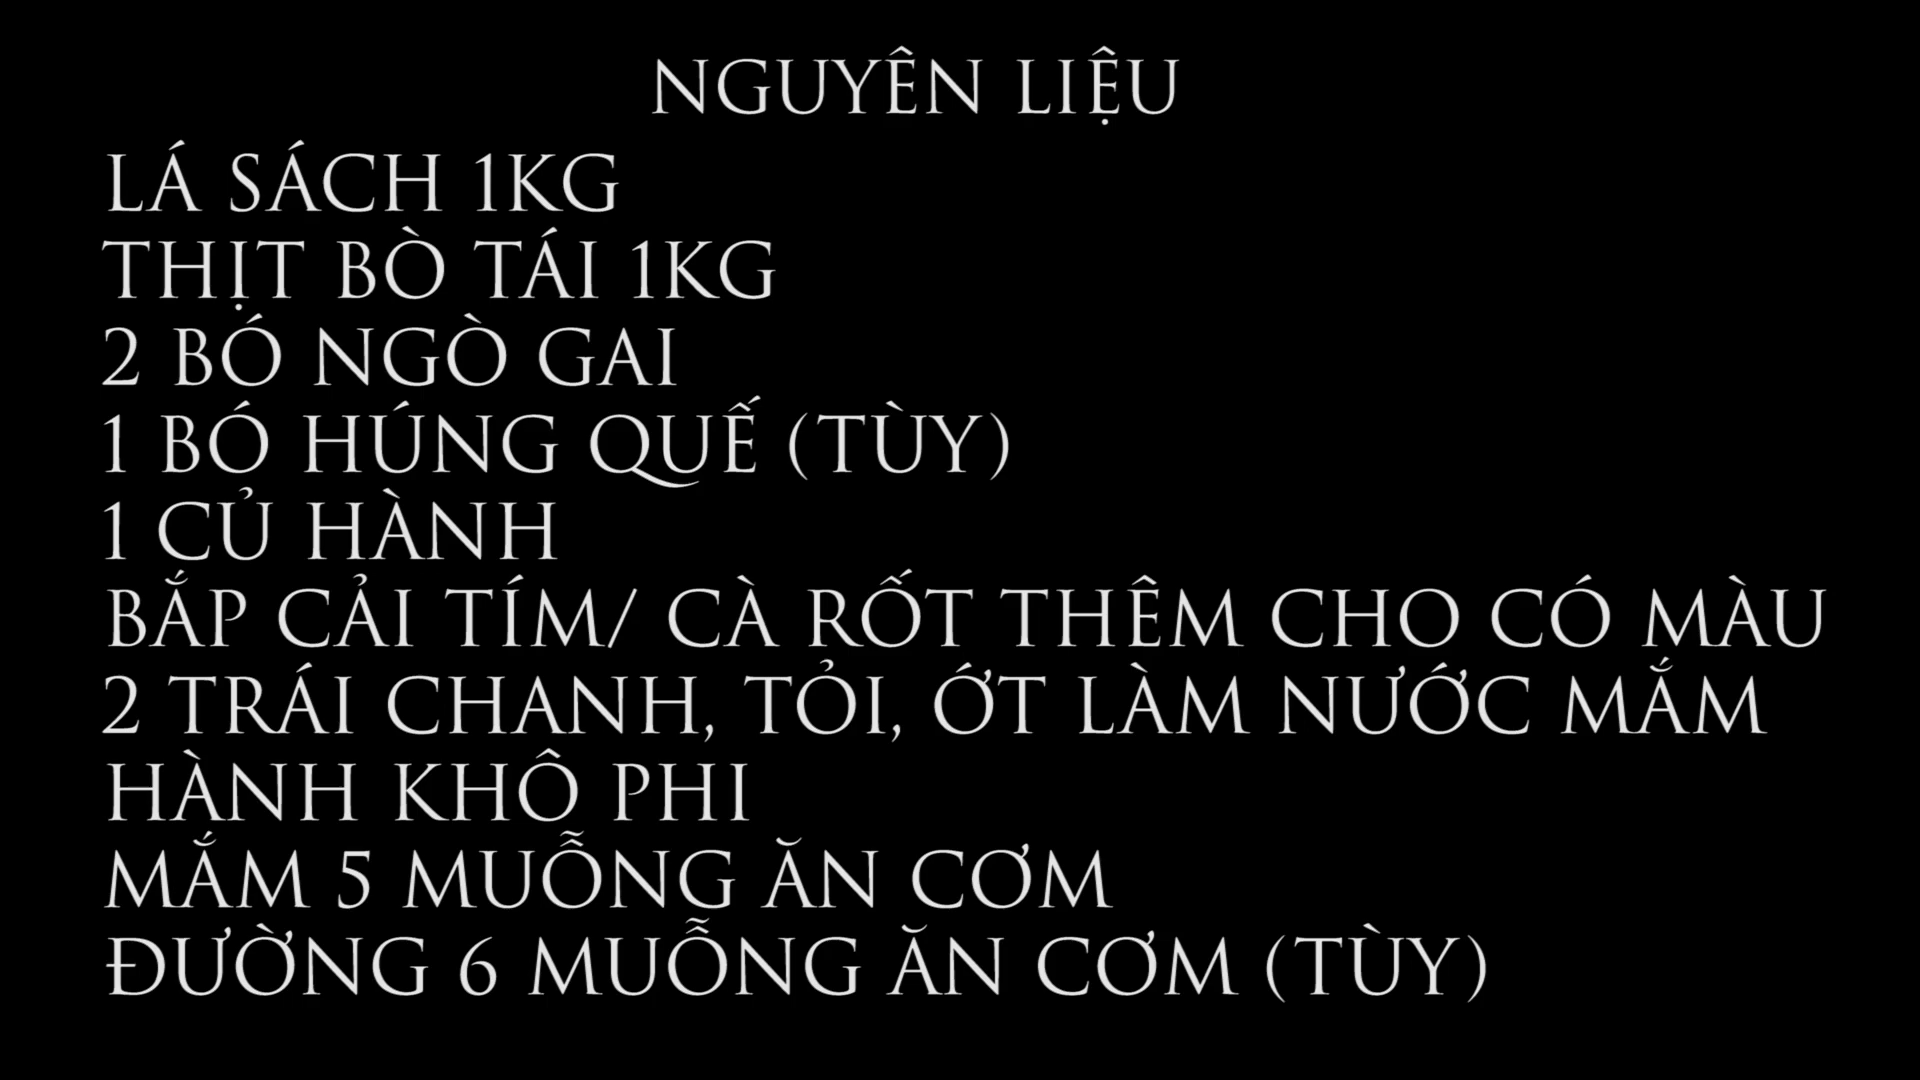 NGUYÊN LIỆU
LÁ SÁCH 1KG
THỊT BÒ TÁI 1KG
2 BÓ NGÒ GAI
1 BÓ HÚNG QUẾ (TÙY)
1 CỦ HÀNH
BẮP CẢI TÍM/ CÀ RỐT THÊM CHO CÓ MÀU
2 TRÁI CHANH, TỎI, ỚT LÀM NƯỚC MẮM
HÀNH KHÔ PHI
MẮM 5 MUỖNG ĂN CƠM
ĐƯỜNG 6 MUỖNG ĂN CƠM (TÙY)